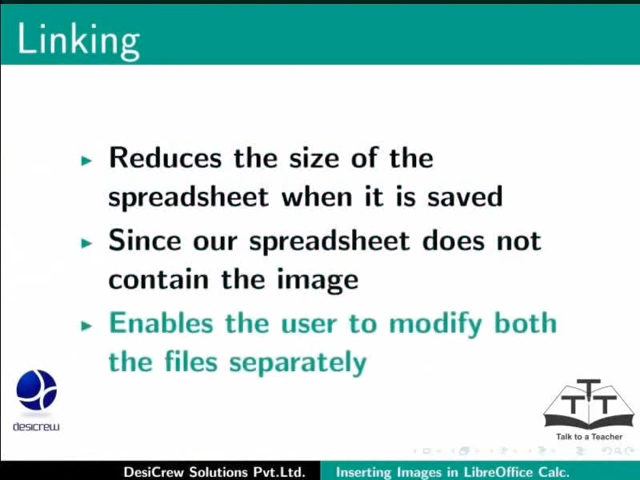 Linking
Reduces the size of the
spreadsheet when it is saved
Since our spreadsheet does not
contain the image
Enables the user to modify both
the files separately
desicrew
TTT
Talk to a Teacher
DesiCrew Solutions Pvt.Ltd.
Inserting Images in LibreOffice Calc.